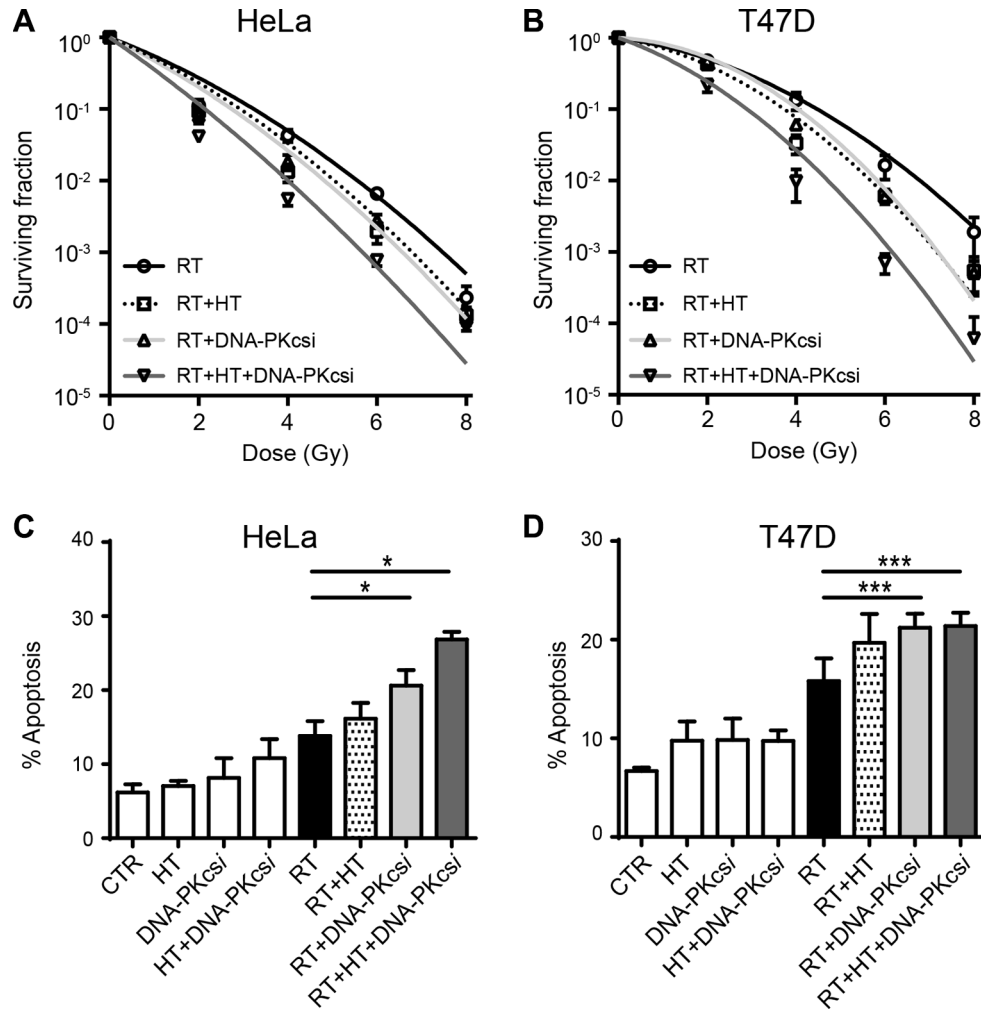 A HeLa
Surviving fraction
10⁰
10⁻¹
10⁻²
10⁻³
10⁻⁴
10⁻⁵
RT
RT+HT
RT+DNA-PKcsi
RT+HT+DNA-PKcsi
0 2 4 6 8
Dose (Gy)
B T47D
Surviving fraction
10⁰
10⁻¹
10⁻²
10⁻³
10⁻⁴
10⁻⁵
RT
RT+HT
RT+DNA-PKcsi
RT+HT+DNA-PKcsi
0 2 4 6 8
Dose (Gy)
C HeLa
% Apoptosis
40
30
20
10
0
*
*
CTR
HT
DNA-PKcsi
HT+DNA-PKcsi
RT
RT+HT
RT+DNA-PKcsi
RT+HT+DNA-PKcsi
D T47D
% Apoptosis
30
20
10
0
***
***
CTR
HT
DNA-PKcsi
HT+DNA-PKcsi
RT
RT+HT
RT+DNA-PKcsi
RT+HT+DNA-PKcsi